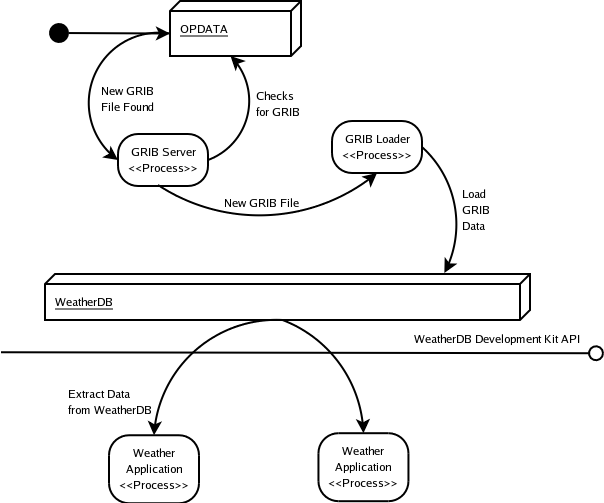 OPDATA
New GRIB
File Found
Checks
for GRIB
GRIB Server
<<Process>>
GRIB Loader
<<Process>>
New GRIB File
Load
GRIB
Data
WeatherDB
WeatherDB Development Kit API
Extract Data
from WeatherDB
Weather
Application
<<Process>>
Weather
Application
<<Process>>